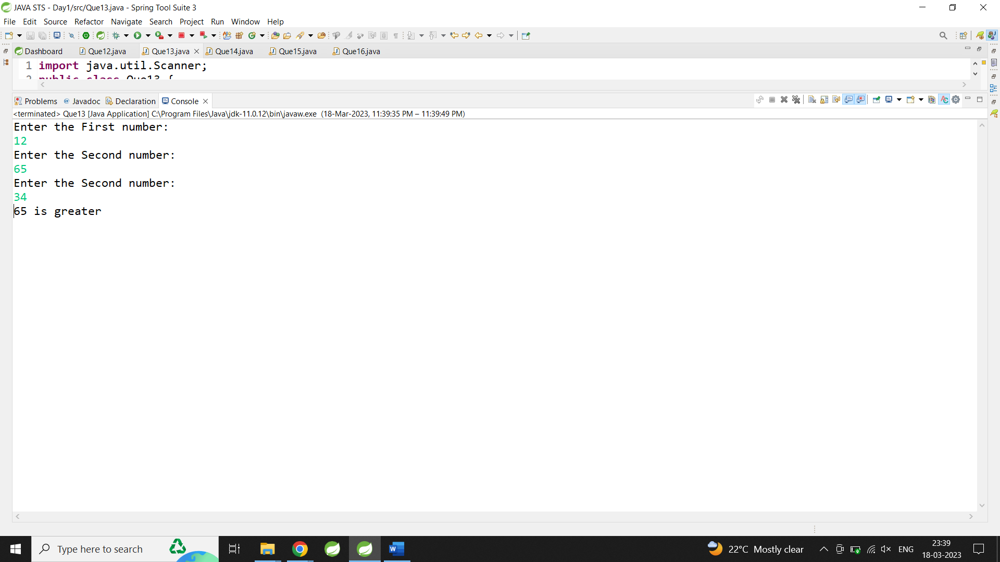 JAVA STS - Day1/src/Que13.java - Spring Tool Suite 3
File Edit Source Refactor Navigate Search Project Run Window Help
Dashboard Que12.java Que13.java Que14.java Que15.java Que16.java
1 import java.util.Scanner;
2 public class Que13 {
Problems @ Javadoc Declaration Console
<terminated> Que13 [Java Application] C:\Program Files\Java\jdk-11.0.12\bin\javaw.exe (18-Mar-2023, 11:39:35 PM – 11:39:49 PM)
Enter the First number:
12
Enter the Second number:
65
Enter the Second number:
34
65 is greater
Type here to search
22°C Mostly clear
ENG
23:39
18-03-2023